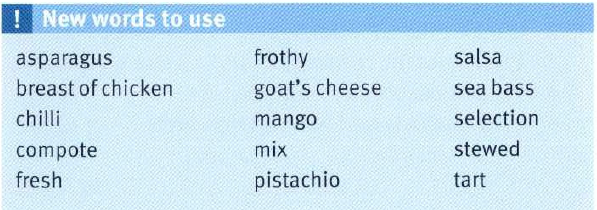 ! New words to use
asparagus frothy salsa
breast of chicken goat's cheese sea bass
chilli mango selection
compote mix stewed
fresh pistachio tart